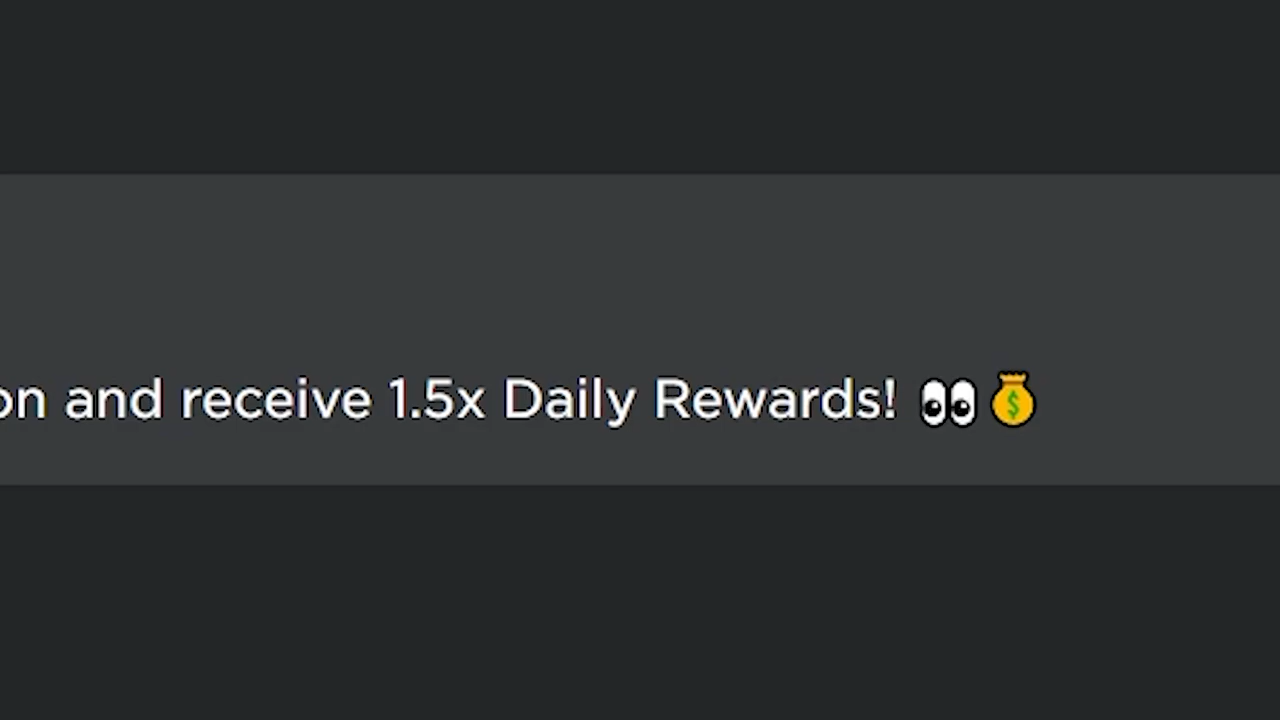 on and receive 1.5x Daily Rewards! 👀💰